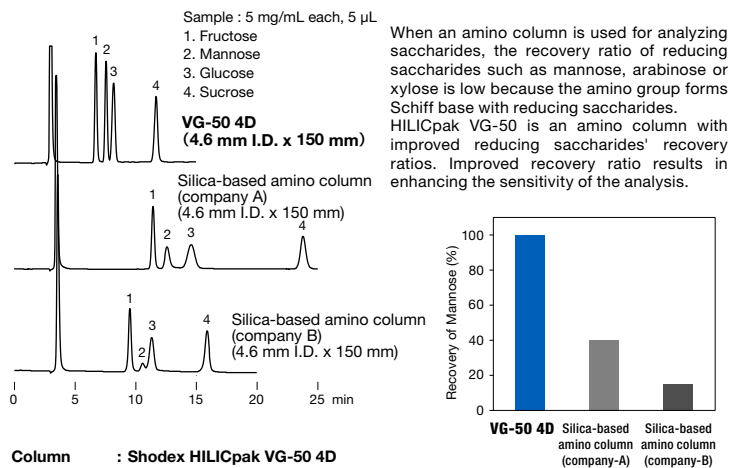 Sample : 5 mg/mL each, 5 µL
1. Fructose
2. Mannose
3. Glucose
4. Sucrose
VG-50 4D
(4.6 mm I.D. x 150 mm)
1
2
3
4
Silica-based amino column
(company A)
(4.6 mm I.D. x 150 mm)
1
2
3
4
Silica-based amino column
(company B)
(4.6 mm I.D. x 150 mm)
1
2
3
4
0 5 10 15 20 25 min
Column : Shodex HILICpak VG-50 4D
When an amino column is used for analyzing
saccharides, the recovery ratio of reducing
saccharides such as mannose, arabinose or
xylose is low because the amino group forms
Schiff base with reducing saccharides.
HILICpak VG-50 is an amino column with
improved reducing saccharides' recovery
ratios. Improved recovery ratio results in
enhancing the sensitivity of the analysis.
Recovery of Mannose (%)
100
80
60
40
20
0
VG-50 4D
Silica-based
amino column
(company-A)
Silica-based
amino column
(company-B)